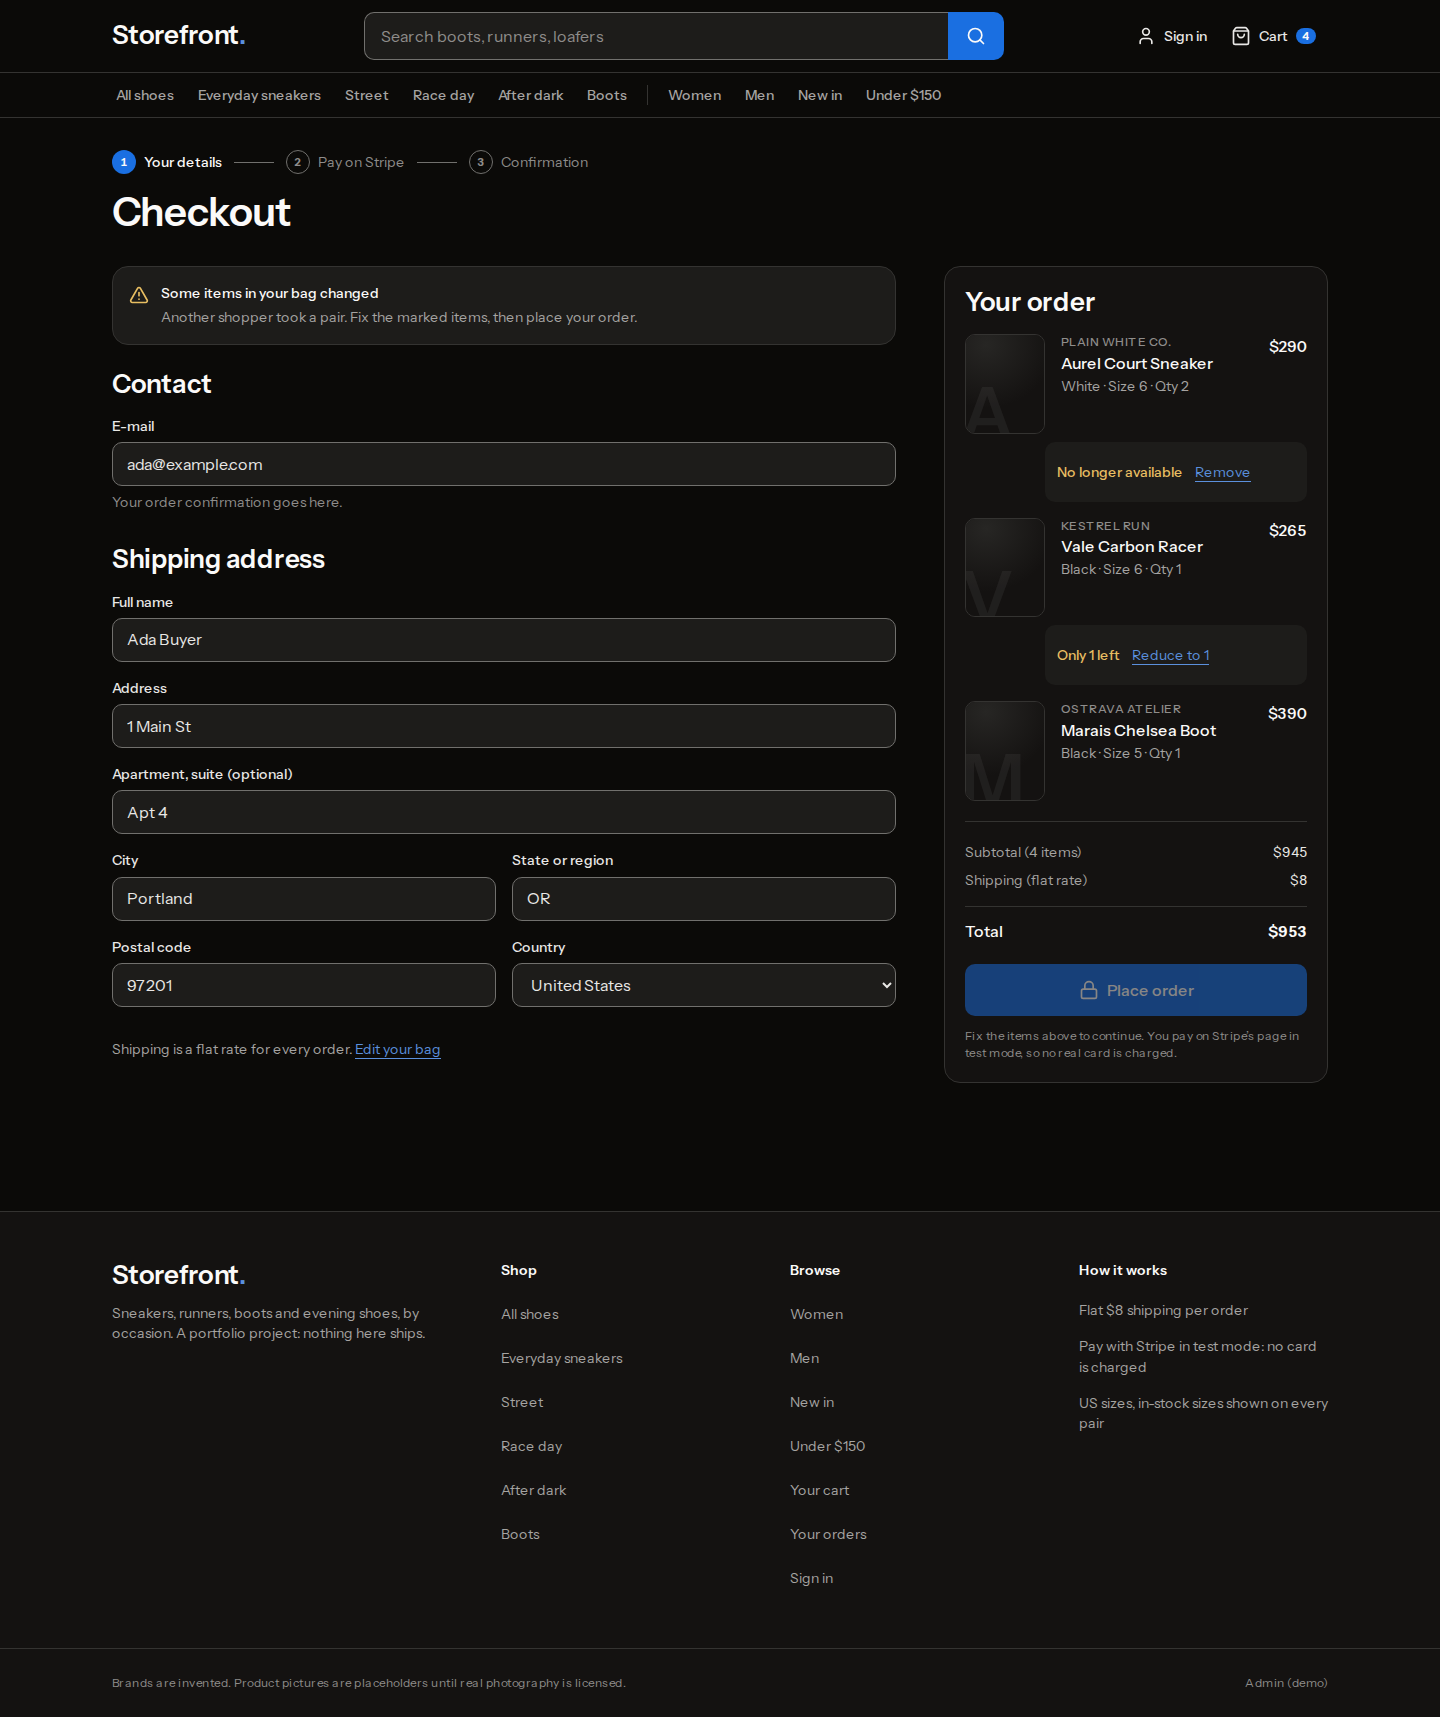 Storefront.
Search boots, runners, loafers
Sign in
Cart 4
All shoes
Everyday sneakers
Street
Race day
After dark
Boots
Women
Men
New in
Under $150
1 Your details
2 Pay on Stripe
3 Confirmation
Checkout
Some items in your bag changed
Another shopper took a pair. Fix the marked items, then place your order.
Contact
E-mail
ada@example.com
Your order confirmation goes here.
Shipping address
Full name
Ada Buyer
Address
1 Main St
Apartment, suite (optional)
Apt 4
City
Portland
State or region
OR
Postal code
97201
Country
United States
Shipping is a flat rate for every order. Edit your bag
Your order
A
PLAIN WHITE CO.
Aurel Court Sneaker
White · Size 6 · Qty 2
$290
No longer available Remove
V
KESTREL RUN
Vale Carbon Racer
Black · Size 6 · Qty 1
$265
Only 1 left Reduce to 1
M
OSTRAVA ATELIER
Marais Chelsea Boot
Black · Size 5 · Qty 1
$390
Subtotal (4 items) $945
Shipping (flat rate) $8
Total $953
Place order
Fix the items above to continue. You pay on Stripe's page in
test mode, so no real card is charged.
Storefront.
Sneakers, runners, boots and evening shoes, by
occasion. A portfolio project: nothing here ships.
Shop
All shoes
Everyday sneakers
Street
Race day
After dark
Boots
Browse
Women
Men
New in
Under $150
Your cart
Your orders
Sign in
How it works
Flat $8 shipping per order
Pay with Stripe in test mode: no card
is charged
US sizes, in-stock sizes shown on every
pair
Brands are invented. Product pictures are placeholders until real photography is licensed.
Admin (demo)